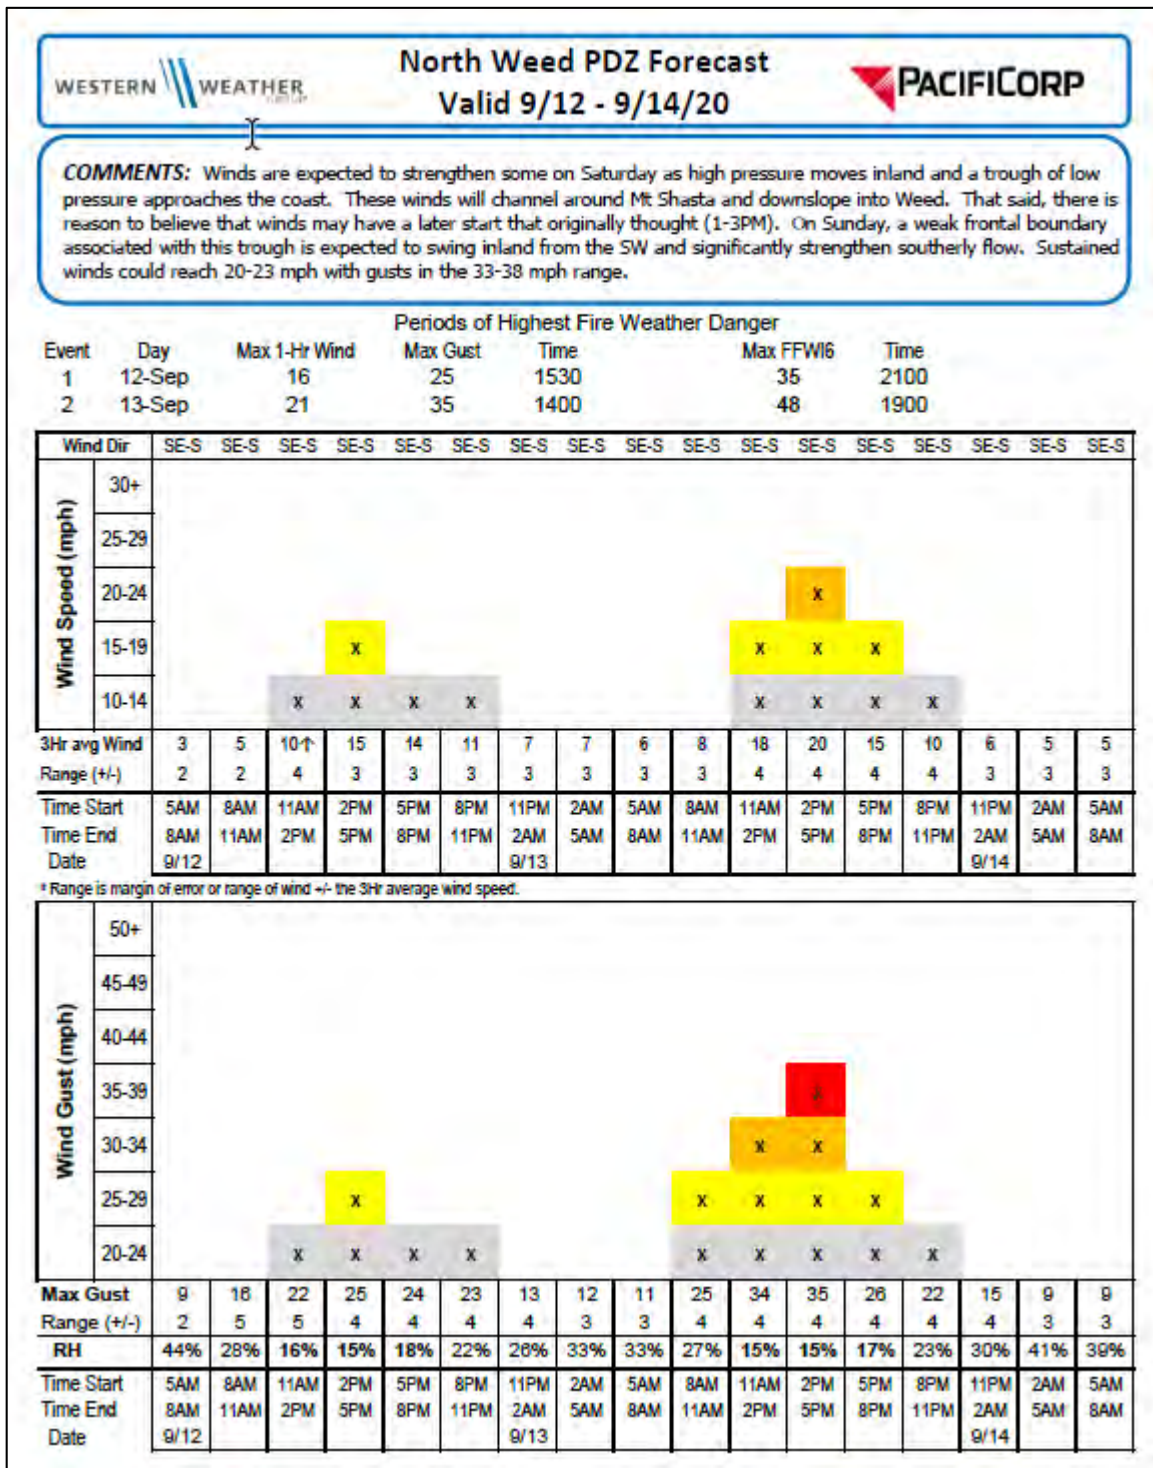 WESTERN WEATHER
GROUP
North Weed PDZ Forecast
Valid 9/12 - 9/14/20
PACIFICORP
COMMENTS: Winds are expected to strengthen some on Saturday as high pressure moves inland and a trough of low
pressure approaches the coast. These winds will channel around Mt Shasta and downslope into Weed. That said, there is
reason to believe that winds may have a later start that originally thought (1-3PM). On Sunday, a weak frontal boundary
associated with this trough is expected to swing inland from the SW and significantly strengthen southerly flow. Sustained
winds could reach 20-23 mph with gusts in the 33-38 mph range.
Periods of Highest Fire Weather Danger
Event Day Max 1-Hr Wind Max Gust Time Max FFWI6 Time
1 12-Sep 16 25 1530 35 2100
2 13-Sep 21 35 1400 48 1900
Wind Dir SE-S SE-S SE-S SE-S SE-S SE-S SE-S SE-S SE-S SE-S SE-S SE-S SE-S SE-S SE-S SE-S SE-S
Wind Speed (mph)
30+
25-29
20-24 x
15-19 x x x x
10-14 x x x x x x x x
3Hr avg Wind 3 5 10↑ 15 14 11 7 7 6 8 18 20 15 10 6 5 5
Range (+/-) 2 2 4 3 3 3 3 3 3 3 4 4 4 4 3 3 3
Time Start 5AM 8AM 11AM 2PM 5PM 8PM 11PM 2AM 5AM 8AM 11AM 2PM 5PM 8PM 11PM 2AM 5AM
Time End 8AM 11AM 2PM 5PM 8PM 11PM 2AM 5AM 8AM 11AM 2PM 5PM 8PM 11PM 2AM 5AM 8AM
Date 9/12 9/13 9/14
* Range is margin of error or range of wind +/- the 3Hr average wind speed.
Wind Gust (mph)
50+
45-49
40-44
35-39
30-34 x x
25-29 x x x x x
20-24 x x x x x x x x x
Max Gust 9 16 22 25 24 23 13 12 11 25 34 35 26 22 15 9 9
Range (+/-) 2 5 5 4 4 4 4 3 3 4 4 4 4 4 4 3 3
RH 44% 28% 16% 15% 18% 22% 26% 33% 33% 27% 15% 15% 17% 23% 30% 41% 39%
Time Start 5AM 8AM 11AM 2PM 5PM 8PM 11PM 2AM 5AM 8AM 11AM 2PM 5PM 8PM 11PM 2AM 5AM
Time End 8AM 11AM 2PM 5PM 8PM 11PM 2AM 5AM 8AM 11AM 2PM 5PM 8PM 11PM 2AM 5AM 8AM
Date 9/12 9/13 9/14